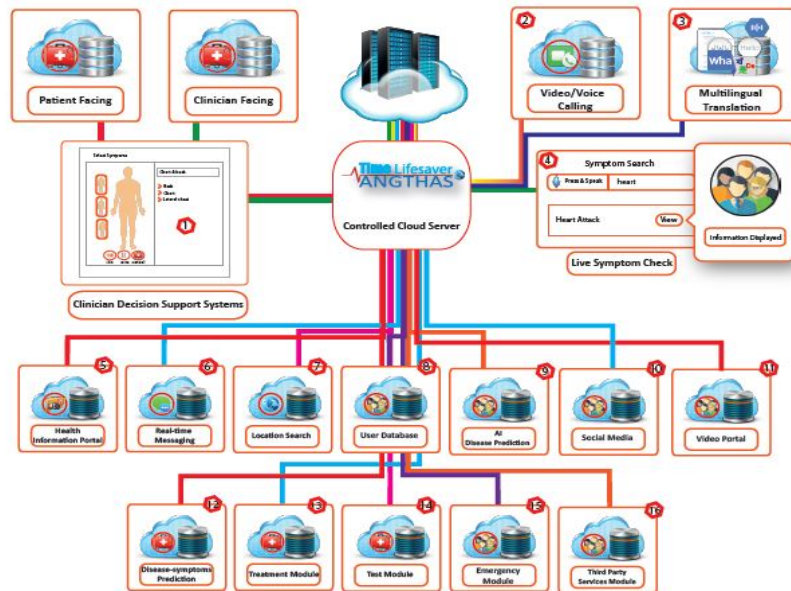 Patient Facing
Clinician Facing
2
Video/Voice
Calling
3
Multilingual
Translation
Select Symptoms
1
Clinician Decision Support Systems
Time Lifesaver
ANGTHAS
Controlled Cloud Server
4
Symptom Search
Press & Speak
heart
Heart Attack
View
Information Displayed
Live Symptom Check
5
Health
Information Portal
6
Real-time
Messaging
7
Location Search
8
User Database
9
AI
Disease Prediction
10
Social Media
11
Video Portal
12
Disease-symptoms
Prediction
13
Treatment Module
14
Test Module
15
Emergency
Module
16
Third Party
Services Module